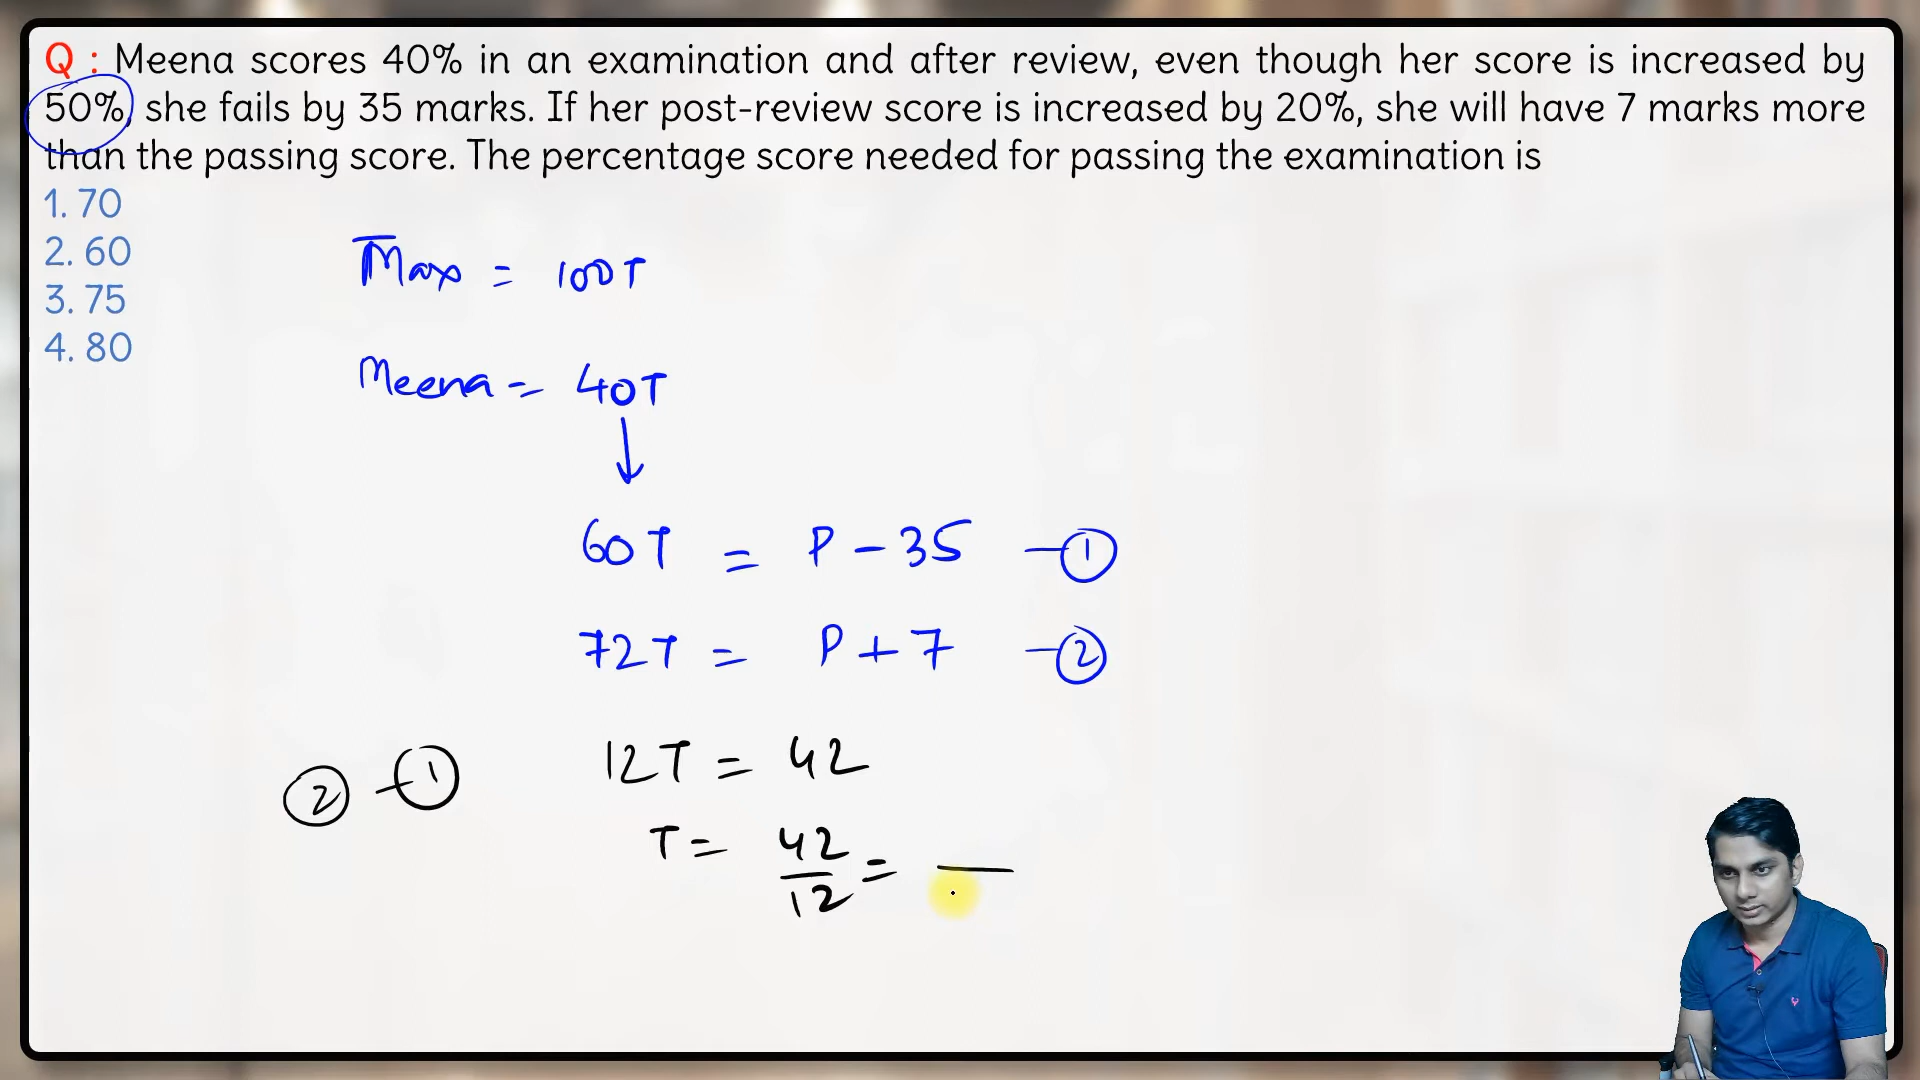 Q : Meena scores 40% in an examination and after review, even though her score is increased by
50%, she fails by 35 marks. If her post-review score is increased by 20%, she will have 7 marks more
than the passing score. The percentage score needed for passing the examination is
1. 70
2. 60
3. 75
4. 80
Max = 100T
Meena = 40T
↓
60T = P - 35 —①
72T = P + 7 —②
② - ① 12T = 42
T = 42/12 =